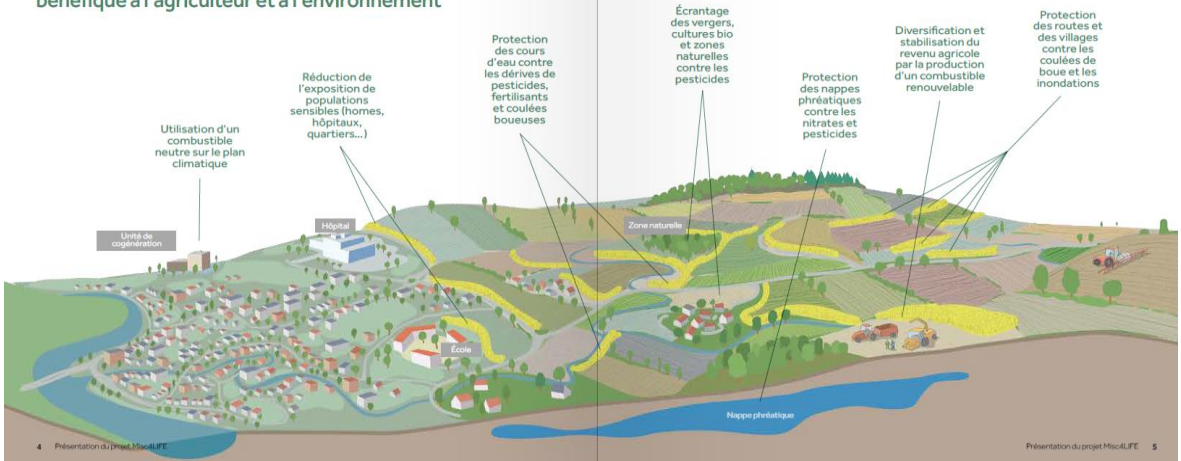 bénéfique à l'agriculteur et à l'environnement
Utilisation d'un
combustible
neutre sur le plan
climatique
Réduction de
l'exposition de
populations
sensibles (homes,
hôpitaux,
quartiers...)
Protection
des cours
d'eau contre
les dérives de
pesticides,
fertilisants
et coulées
boueuses
Écrantage
des vergers,
cultures bio
et zones
naturelles
contre les
pesticides
Protection
des nappes
phréatiques
contre les
nitrates et
pesticides
Diversification et
stabilisation du
revenu agricole
par la production
d'un combustible
renouvelable
Protection
des routes et
des villages
contre les
coulées de
boue et les
inondations
Unité de
cogénération
Hôpital
Zone naturelle
École
Nappe phréatique
4 Présentation du projet Misc4LIFE
Présentation du projet Misc4LIFE 5